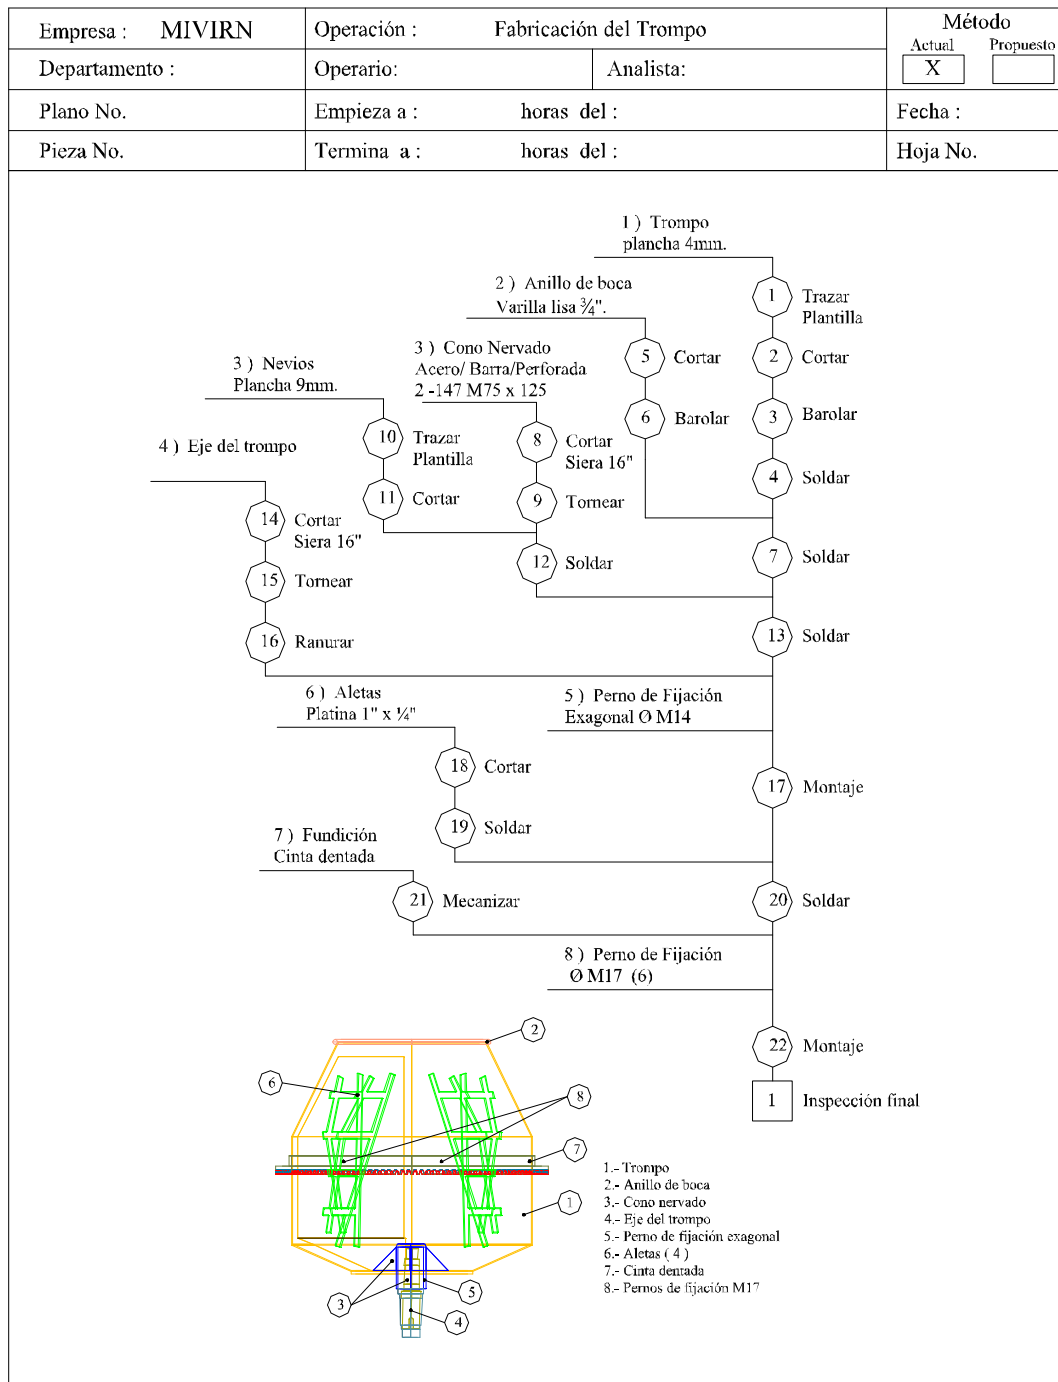 Empresa : MIVIRN
Operación : Fabricación del Trompo
Método
Actual Propuesto
X
Departamento :
Operario:
Analista:
Plano No.
Empieza a : horas del :
Fecha :
Pieza No.
Termina a : horas del :
Hoja No.
1 ) Trompo
plancha 4mm.
1 Trazar
Plantilla
2 Cortar
3 Barolar
4 Soldar
2 ) Anillo de boca
Varilla lisa ¾".
5 Cortar
6 Barolar
7 Soldar
3 ) Cono Nervado
Acero/ Barra/Perforada
2 -147 M75 x 125
8 Cortar
Siera 16"
9 Tornear
3 ) Nevios
Plancha 9mm.
10 Trazar
Plantilla
11 Cortar
12 Soldar
13 Soldar
4 ) Eje del trompo
14 Cortar
Siera 16"
15 Tornear
16 Ranurar
5 ) Perno de Fijación
Exagonal Ø M14
17 Montaje
6 ) Aletas
Platina 1" x ¼"
18 Cortar
19 Soldar
20 Soldar
7 ) Fundición
Cinta dentada
21 Mecanizar
8 ) Perno de Fijación
Ø M17 (6)
22 Montaje
1 Inspección final
2
6
8
7
1
3
5
4
1.- Trompo
2.- Anillo de boca
3.- Cono nervado
4.- Eje del trompo
5.- Perno de fijación exagonal
6.- Aletas ( 4 )
7.- Cinta dentada
8.- Pernos de fijación M17